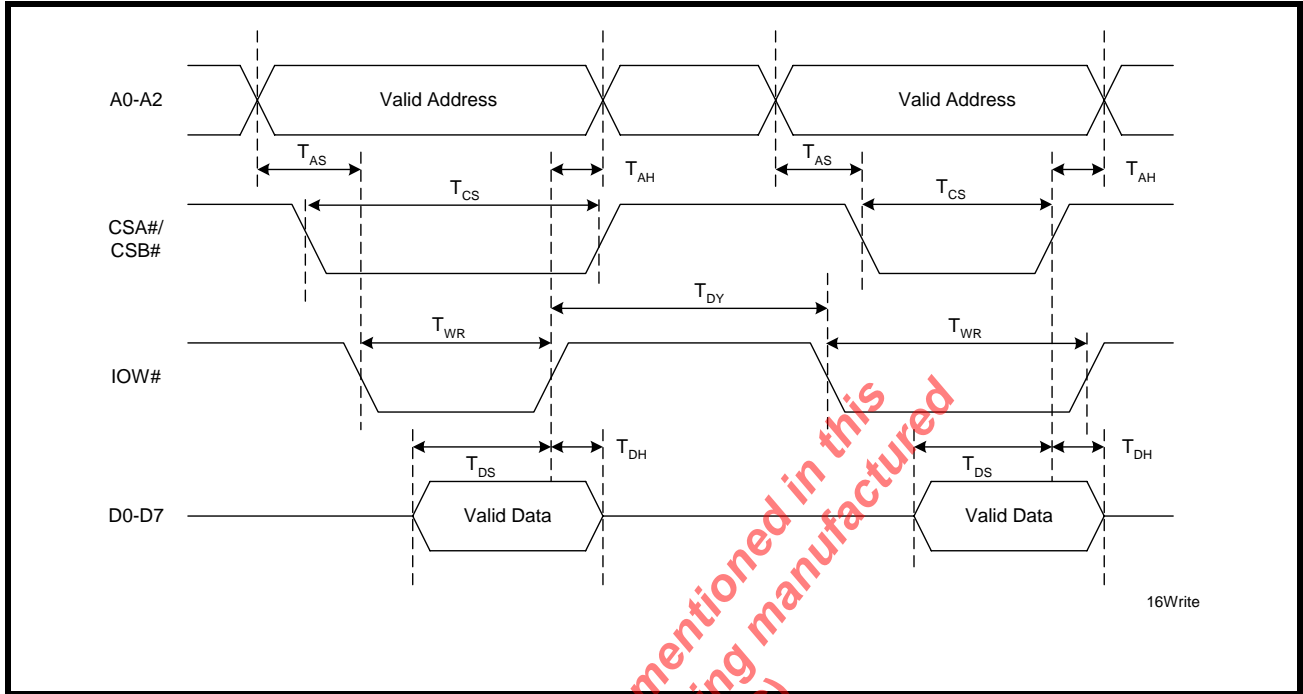 A0-A2
Valid Address
Valid Address
TAS
TAH
TAS
TAH
TCS
TCS
CSA#/
CSB#
TDY
TWR
TWR
IOW#
TDS
TDH
TDS
TDH
D0-D7
Valid Data
Valid Data
16Write
mentioned in this
manufactured